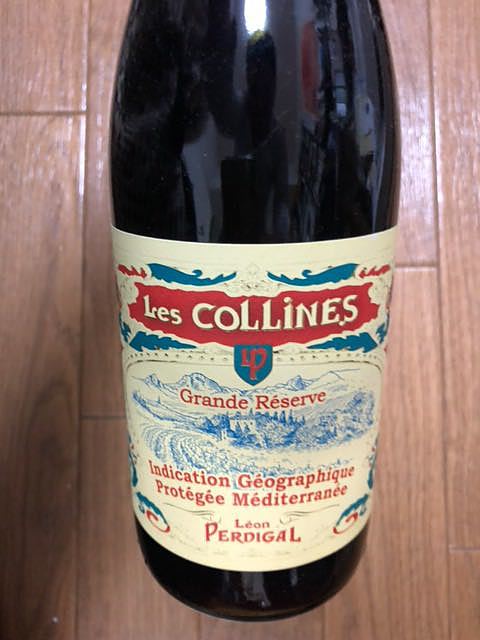 Les COLLINES
LP
Grande Réserve
Indication Géographique
Protégée Méditerranée
Léon
PERDIGAL